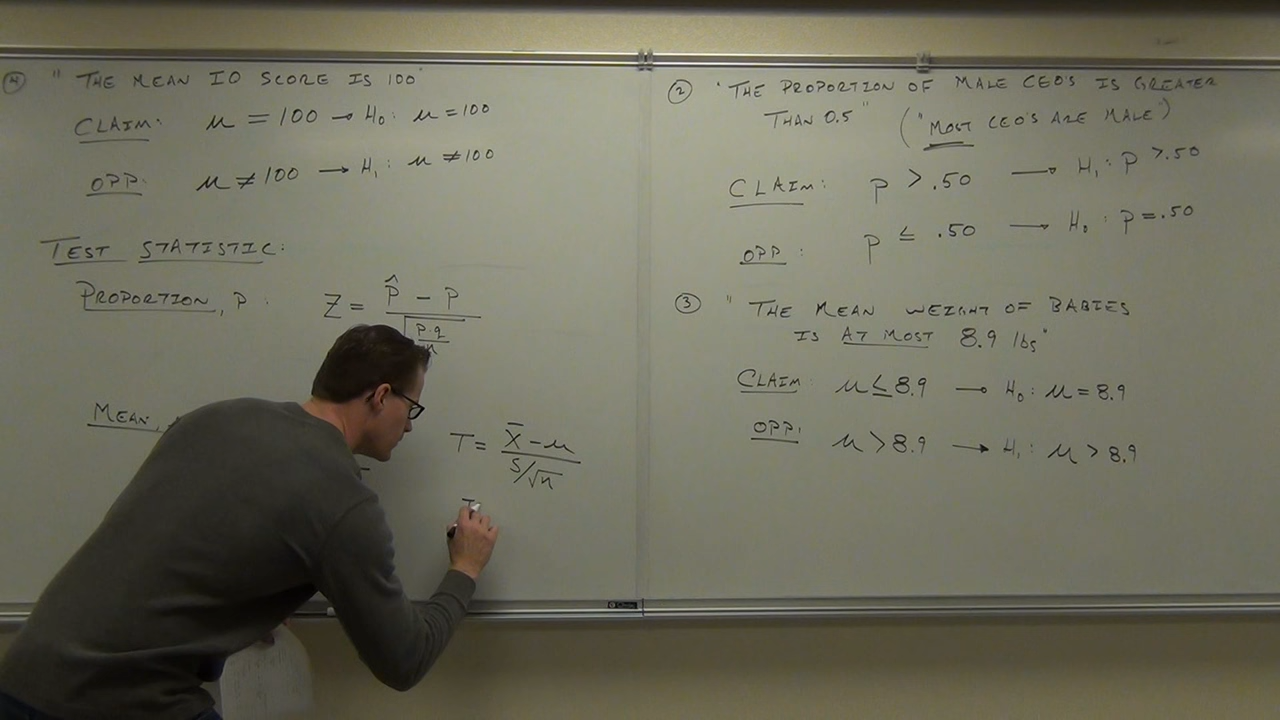 ④ " THE MEAN IQ SCORE IS 100"
CLAIM: μ = 100 → H₀: μ = 100
OPP: μ ≠ 100 → H₁: μ ≠ 100
TEST STATISTIC:
PROPORTION, P :
Z = (p̂ - P) / √(P·q/n)
MEAN,
T = (x̄ - μ) / (S/√n)
② "THE PROPORTION OF MALE CEO'S IS GREATER
THAN 0.5" ("MOST CEO'S ARE MALE")
CLAIM: P > .50 → H₁: P > .50
OPP: P ≤ .50 → H₀: P = .50
③ "THE MEAN WEIGHT OF BABIES
IS AT MOST 8.9 lbs"
CLAIM: μ ≤ 8.9 → H₀: μ = 8.9
OPP: μ > 8.9 → H₁: μ > 8.9